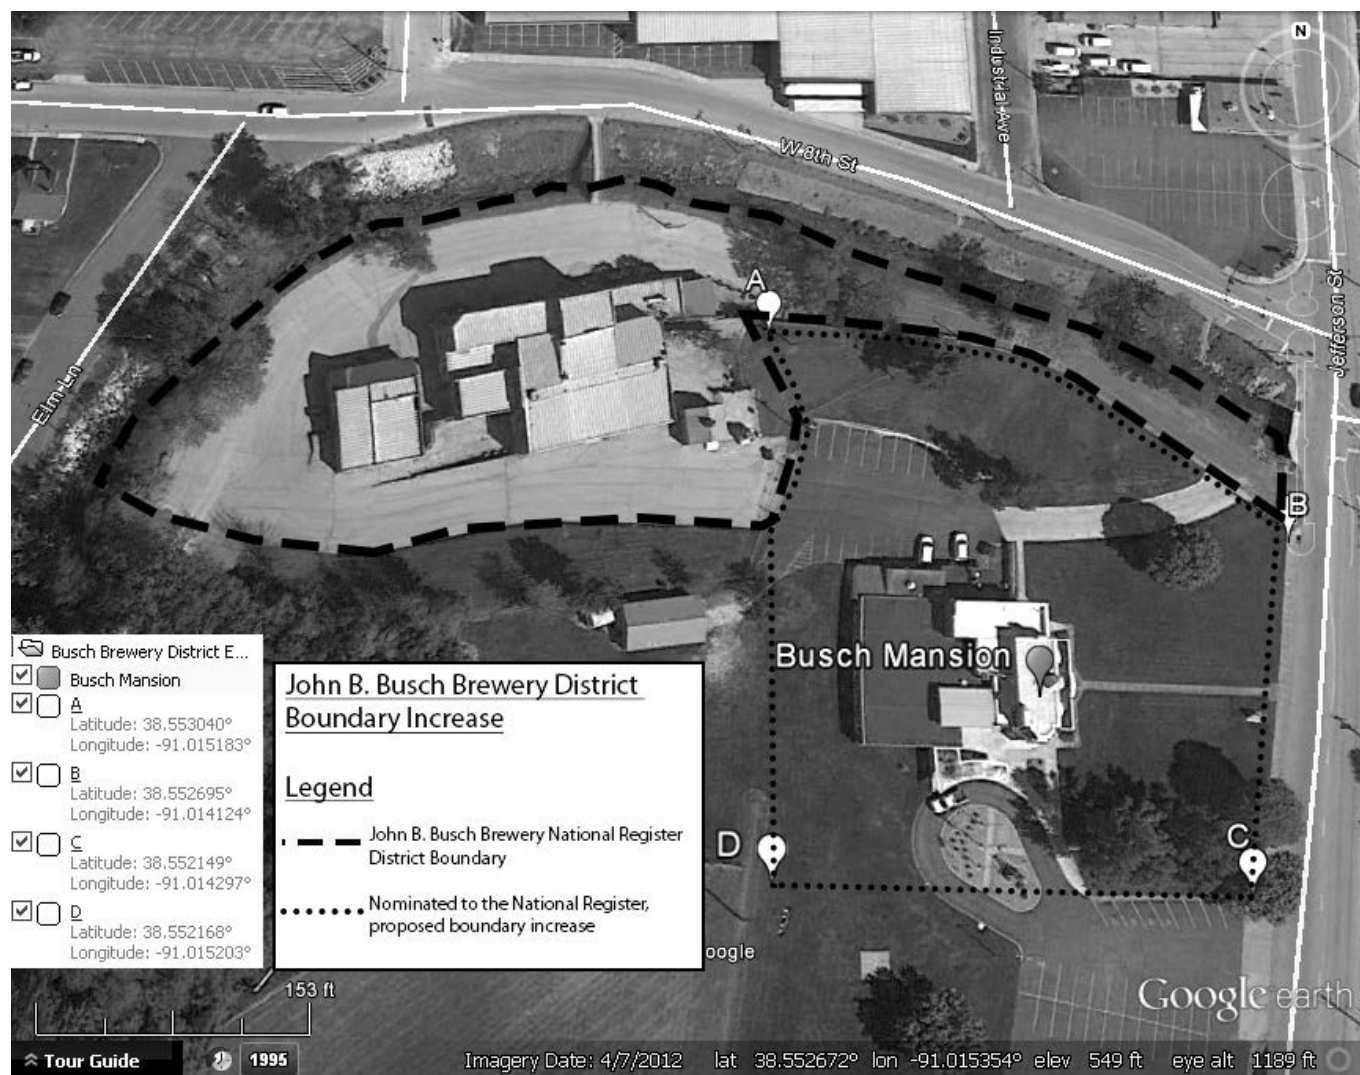 N
Industrial Ave
W 8th St
Jefferson St
Elm Ln
A
B
Busch Mansion
D
C
Busch Brewery District E...
Busch Mansion
A
Latitude: 38.553040°
Longitude: -91.015183°
B
Latitude: 38.552695°
Longitude: -91.014124°
C
Latitude: 38.552149°
Longitude: -91.014297°
D
Latitude: 38.552168°
Longitude: -91.015203°
John B. Busch Brewery District
Boundary Increase
Legend
John B. Busch Brewery National Register
District Boundary
Nominated to the National Register,
proposed boundary increase
oogle
153 ft
Google earth
Tour Guide
1995
Imagery Date: 4/7/2012 lat 38.552672° lon -91.015354° elev 549 ft eye alt 1189 ft